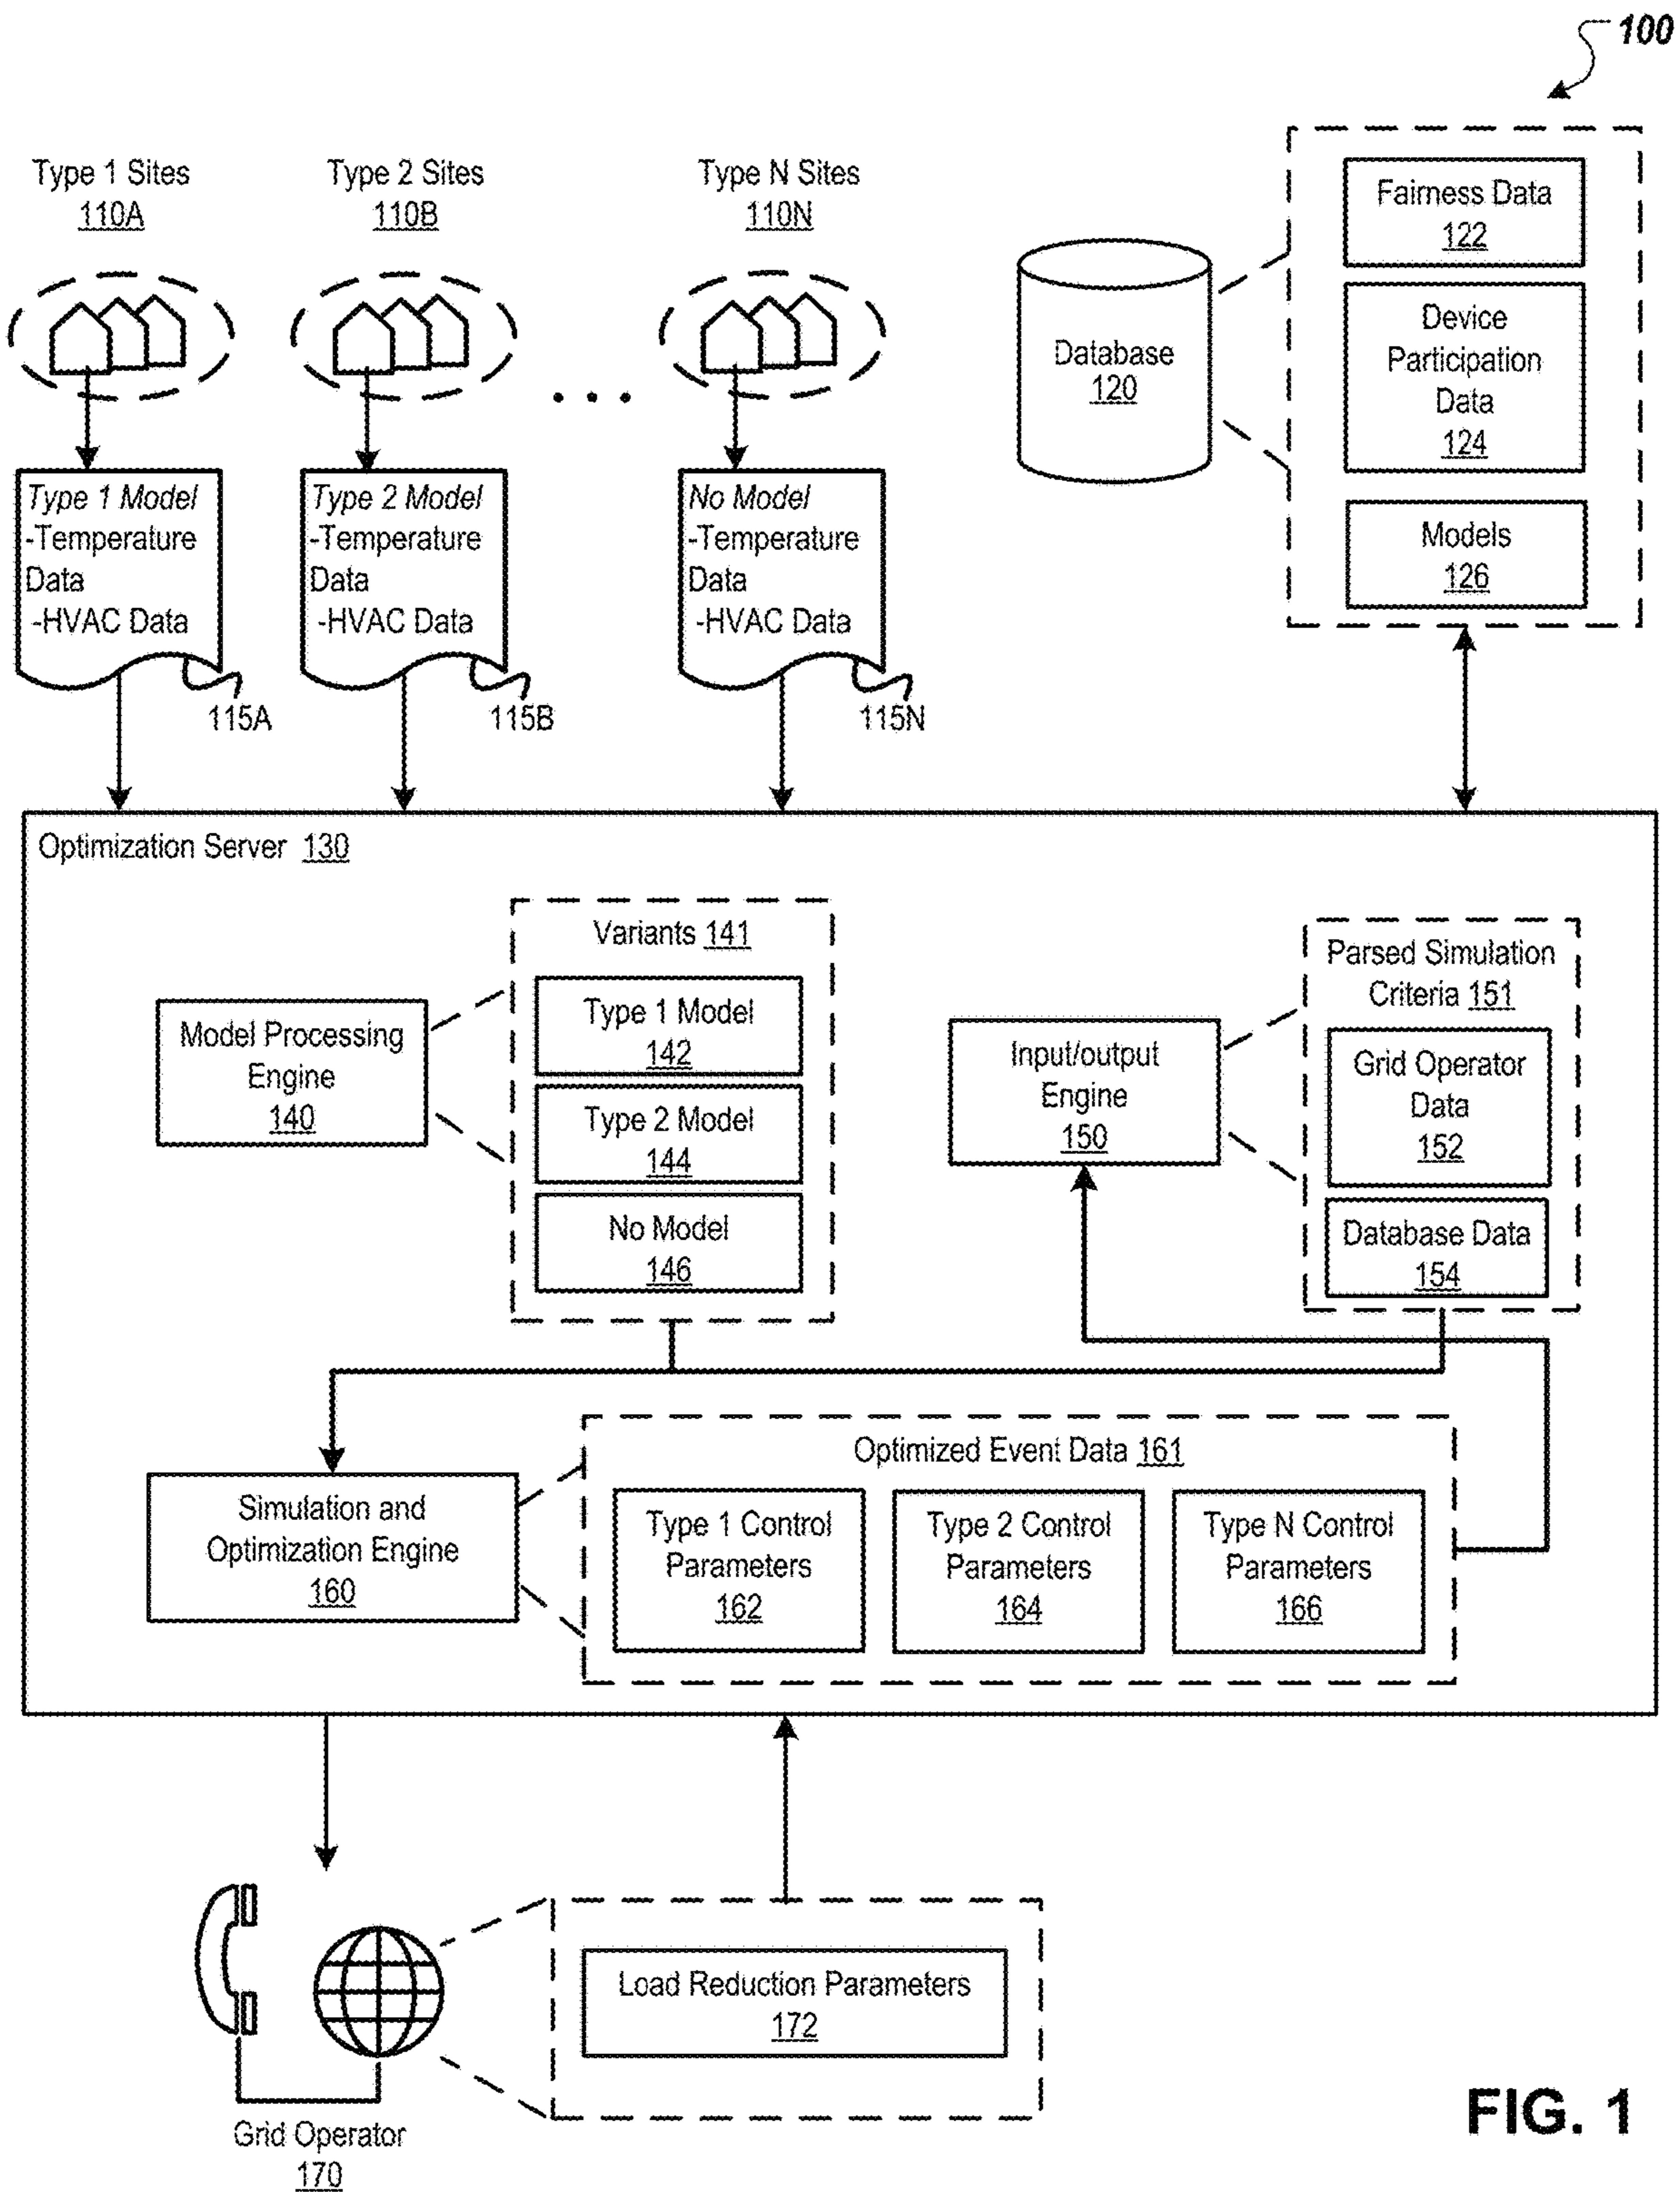 100
Type 1 Sites
110A
Type 2 Sites
110B
Type N Sites
110N
Fairness Data
122
Device
Participation
Data
124
Models
126
Database
120
. . .
Type 1 Model
-Temperature
Data
-HVAC Data
115A
Type 2 Model
-Temperature
Data
-HVAC Data
115B
No Model
-Temperature
Data
-HVAC Data
115N
Optimization Server 130
Model Processing
Engine
140
Variants 141
Type 1 Model
142
Type 2 Model
144
No Model
146
Input/output
Engine
150
Parsed Simulation
Criteria 151
Grid Operator
Data
152
Database Data
154
Simulation and
Optimization Engine
160
Optimized Event Data 161
Type 1 Control
Parameters
162
Type 2 Control
Parameters
164
Type N Control
Parameters
166
Load Reduction Parameters
172
Grid Operator
170
FIG. 1